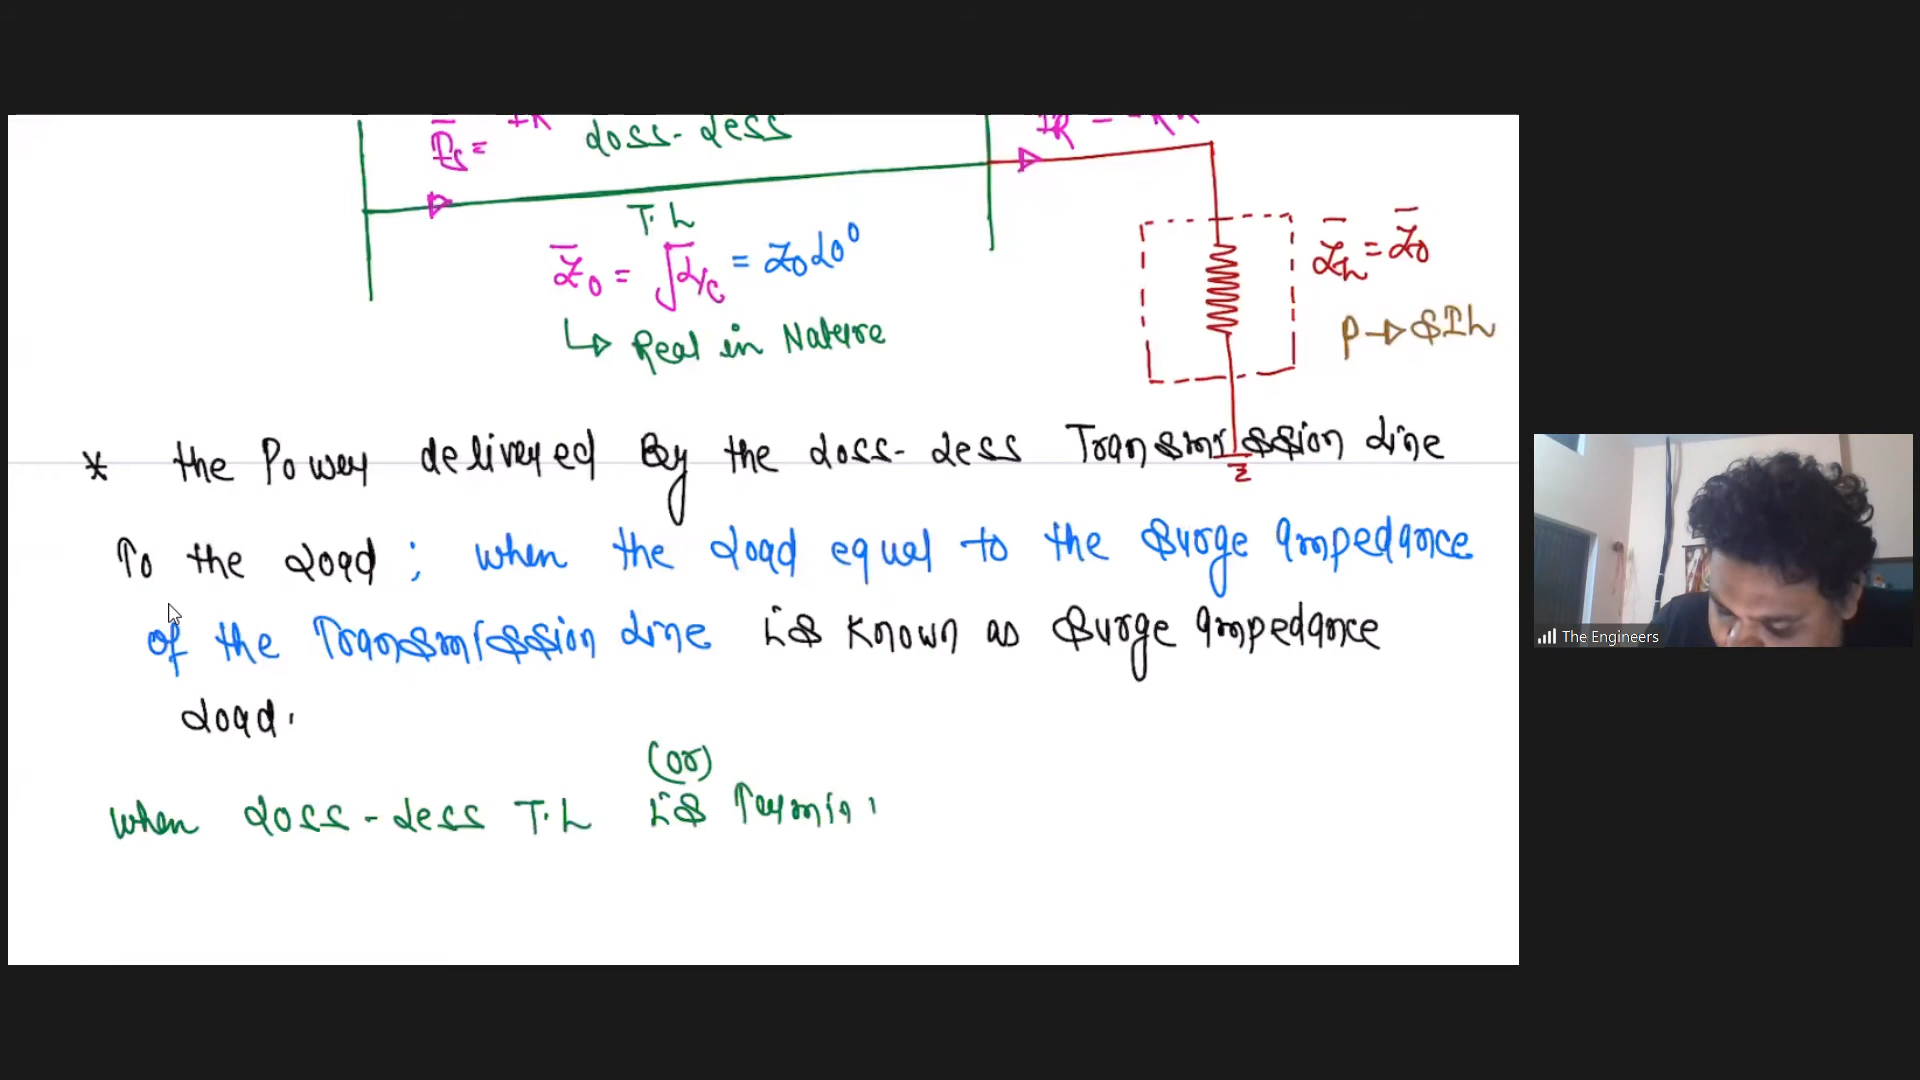 Loss-Less
T.L
Z̄₀ = √L/C = Z₀∠0°
Z̄L = Z̄₀
↳ Real in Nature
P → SIL
* the Power delivered By the Loss-Less Transmission Line
To the Load ; when the Load equal to the Surge Impedance
of the Transmission Line is known as Surge Impedance
Load.
(or)
when Loss-Less T.L is Termin
The Engineers